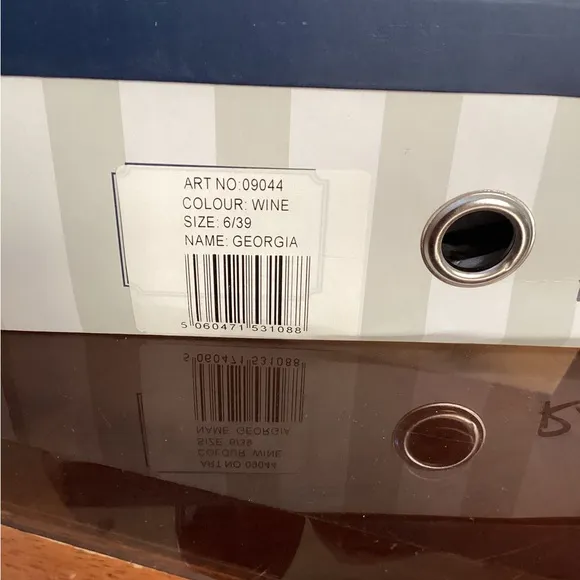 ART NO:09044
COLOUR: WINE
SIZE: 6/39
NAME: GEORGIA
5 060471 531088